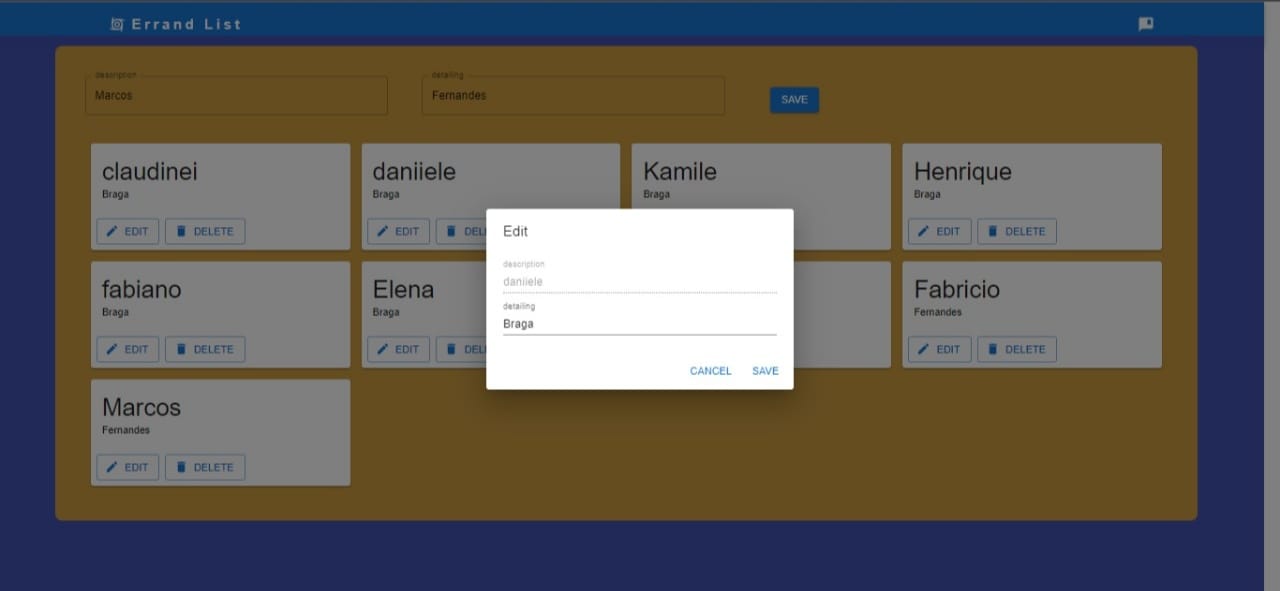 Errand List
description
detailing
Marcos
Fernandes
SAVE
claudinei
Braga
EDIT
DELETE
daniiele
Braga
EDIT
DEL
Kamile
Braga
Henrique
Braga
EDIT
DELETE
Edit
description
daniiele
detailing
Braga
CANCEL
SAVE
fabiano
Braga
EDIT
DELETE
Elena
Braga
EDIT
DEL
Fabricio
Fernandes
EDIT
DELETE
Marcos
Fernandes
EDIT
DELETE